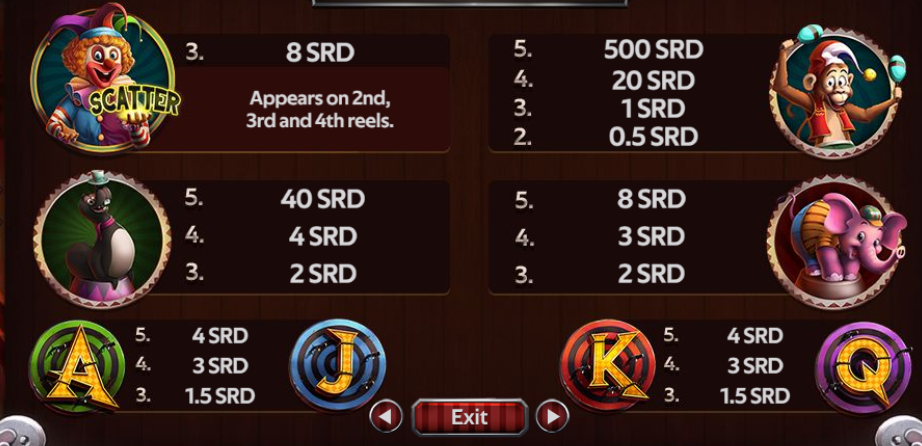 SCATTER
3. 8 SRD
Appears on 2nd,
3rd and 4th reels.
5. 500 SRD
4. 20 SRD
3. 1 SRD
2. 0.5 SRD
5. 40 SRD
4. 4 SRD
3. 2 SRD
5. 8 SRD
4. 3 SRD
3. 2 SRD
A
5. 4 SRD
4. 3 SRD
3. 1.5 SRD
J
K
5. 4 SRD
4. 3 SRD
3. 1.5 SRD
Q
Exit